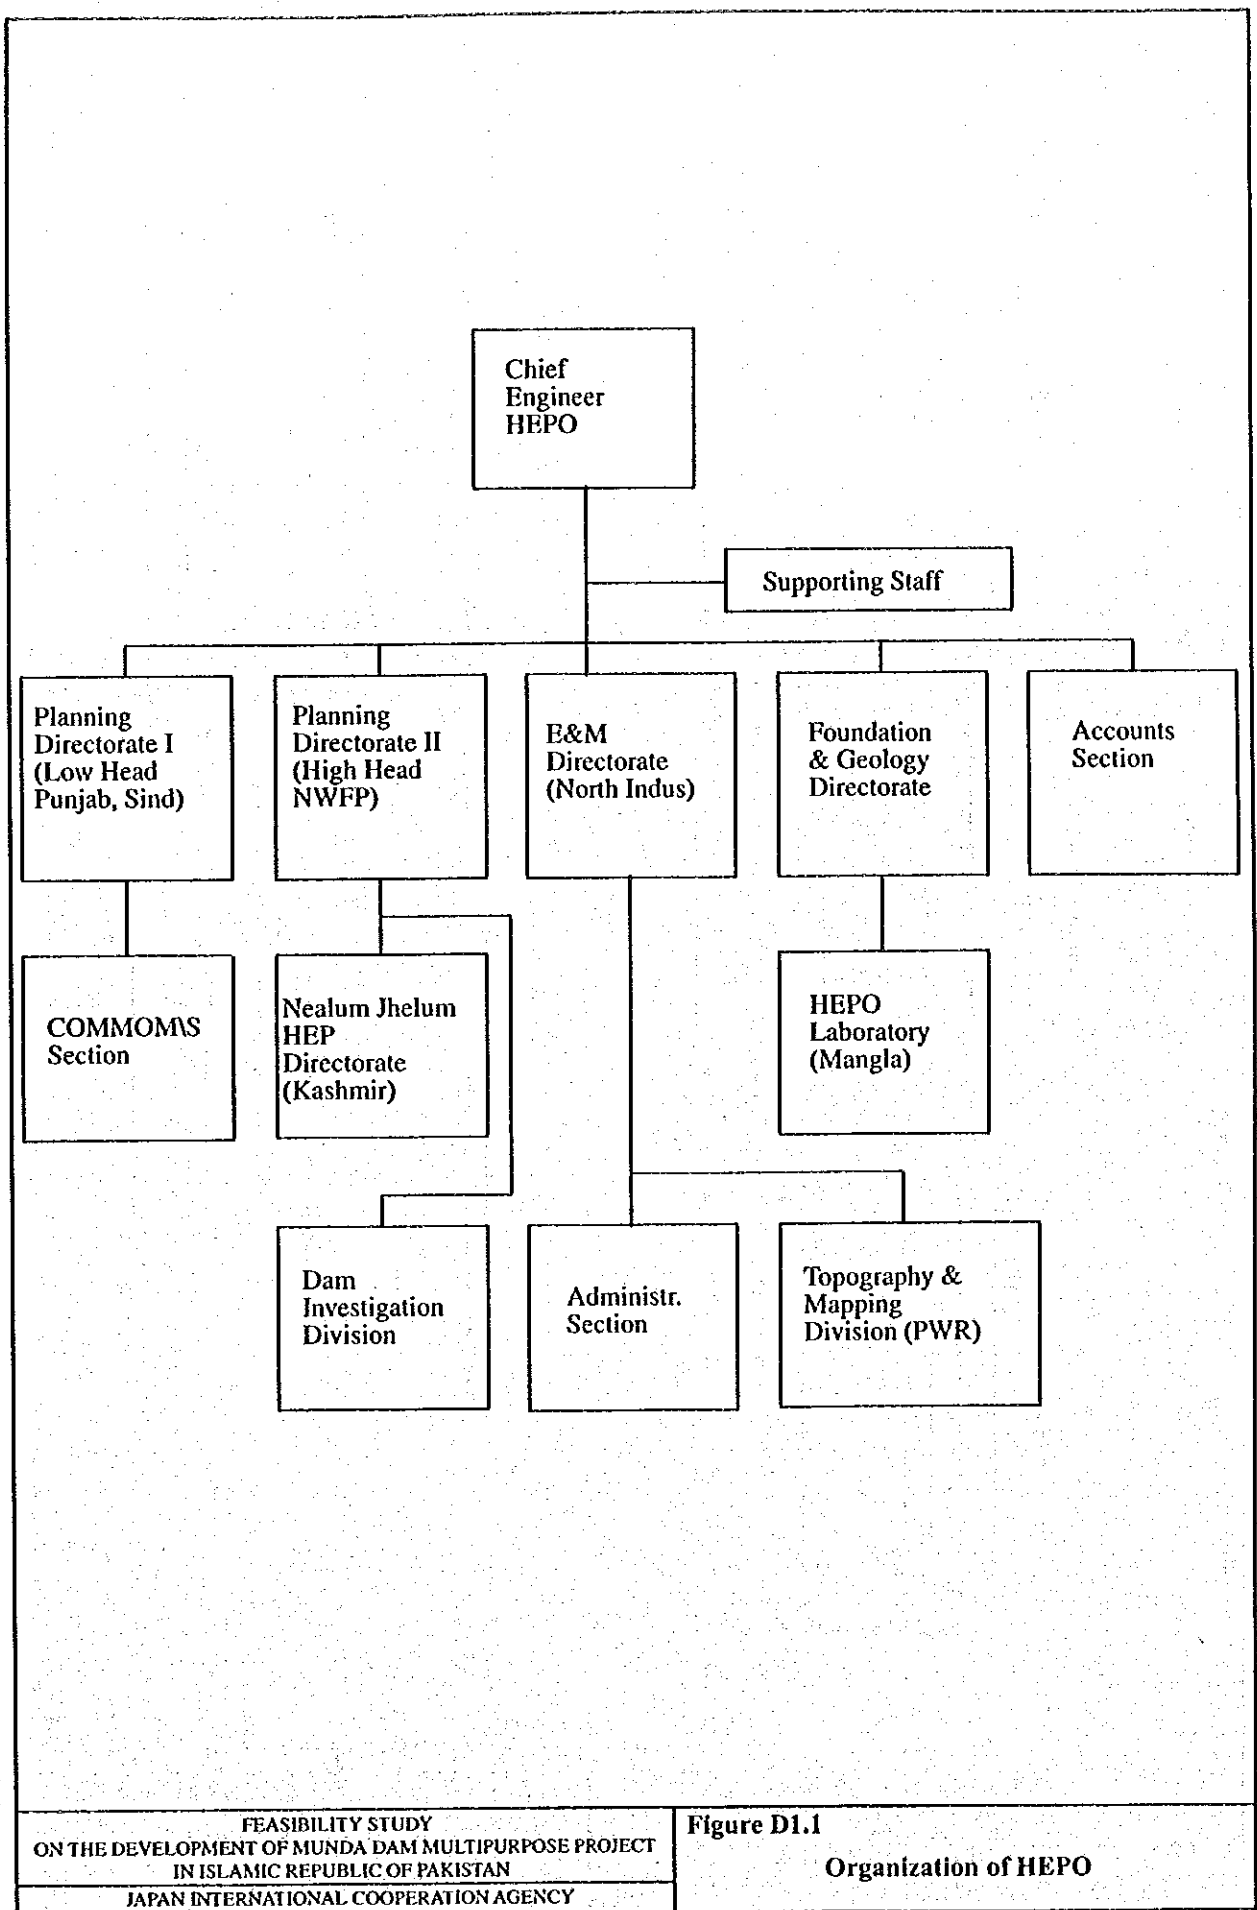 Chief
Engineer
HEPO
Supporting Staff
Planning
Directorate I
(Low Head
Punjab, Sind)
Planning
Directorate II
(High Head
NWFP)
E&M
Directorate
(North Indus)
Foundation
& Geology
Directorate
Accounts
Section
COMMOM\S
Section
Nealum Jhelum
HEP
Directorate
(Kashmir)
HEPO
Laboratory
(Mangla)
Dam
Investigation
Division
Administr.
Section
Topography &
Mapping
Division (PWR)
FEASIBILITY STUDY
ON THE DEVELOPMENT OF MUNDA DAM MULTIPURPOSE PROJECT
IN ISLAMIC REPUBLIC OF PAKISTAN
JAPAN INTERNATIONAL COOPERATION AGENCY
Figure D1.1
Organization of HEPO